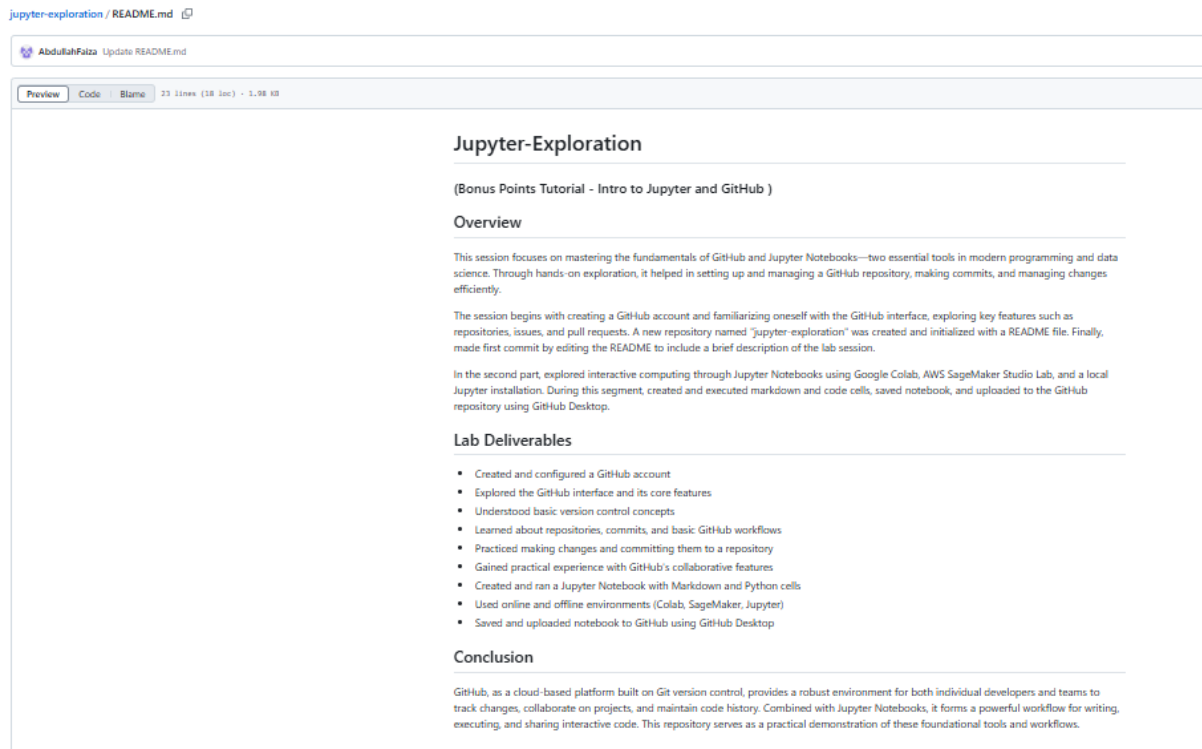 jupyter-exploration / README.md
AbdullahFaiza Update README.md
Preview Code Blame 23 lines (18 loc) · 1.98 KB
Jupyter-Exploration
(Bonus Points Tutorial - Intro to Jupyter and GitHub )
Overview
This session focuses on mastering the fundamentals of GitHub and Jupyter Notebooks—two essential tools in modern programming and data
science. Through hands-on exploration, it helped in setting up and managing a GitHub repository, making commits, and managing changes
efficiently.
The session begins with creating a GitHub account and familiarizing oneself with the GitHub interface, exploring key features such as
repositories, issues, and pull requests. A new repository named "jupyter-exploration" was created and initialized with a README file. Finally,
made first commit by editing the README to include a brief description of the lab session.
In the second part, explored interactive computing through Jupyter Notebooks using Google Colab, AWS SageMaker Studio Lab, and a local
Jupyter installation. During this segment, created and executed markdown and code cells, saved notebook, and uploaded to the GitHub
repository using GitHub Desktop.
Lab Deliverables
• Created and configured a GitHub account
• Explored the GitHub interface and its core features
• Understood basic version control concepts
• Learned about repositories, commits, and basic GitHub workflows
• Practiced making changes and committing them to a repository
• Gained practical experience with GitHub's collaborative features
• Created and ran a Jupyter Notebook with Markdown and Python cells
• Used online and offline environments (Colab, SageMaker, Jupyter)
• Saved and uploaded notebook to GitHub using GitHub Desktop
Conclusion
GitHub, as a cloud-based platform built on Git version control, provides a robust environment for both individual developers and teams to
track changes, collaborate on projects, and maintain code history. Combined with Jupyter Notebooks, it forms a powerful workflow for writing,
executing, and sharing interactive code. This repository serves as a practical demonstration of these foundational tools and workflows.